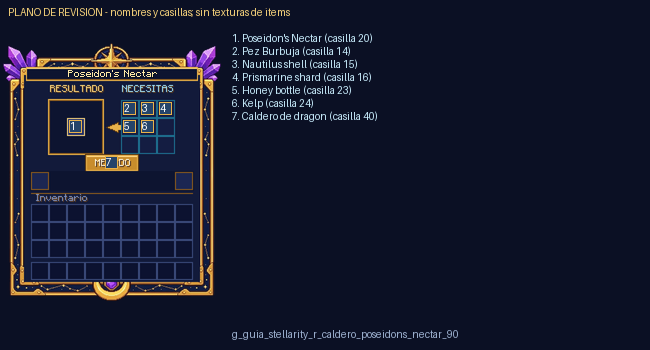 PLANO DE REVISION - nombres y casillas; sin texturas de items
Poseidon's Nectar
RESULTADO
NECESITAS
2 3 4
1
5 6
ME7DO
Inventario
1. Poseidon's Nectar (casilla 20)
2. Pez Burbuja (casilla 14)
3. Nautilus shell (casilla 15)
4. Prismarine shard (casilla 16)
5. Honey bottle (casilla 23)
6. Kelp (casilla 24)
7. Caldero de dragon (casilla 40)
g_guia_stellarity_r_caldero_poseidons_nectar_90